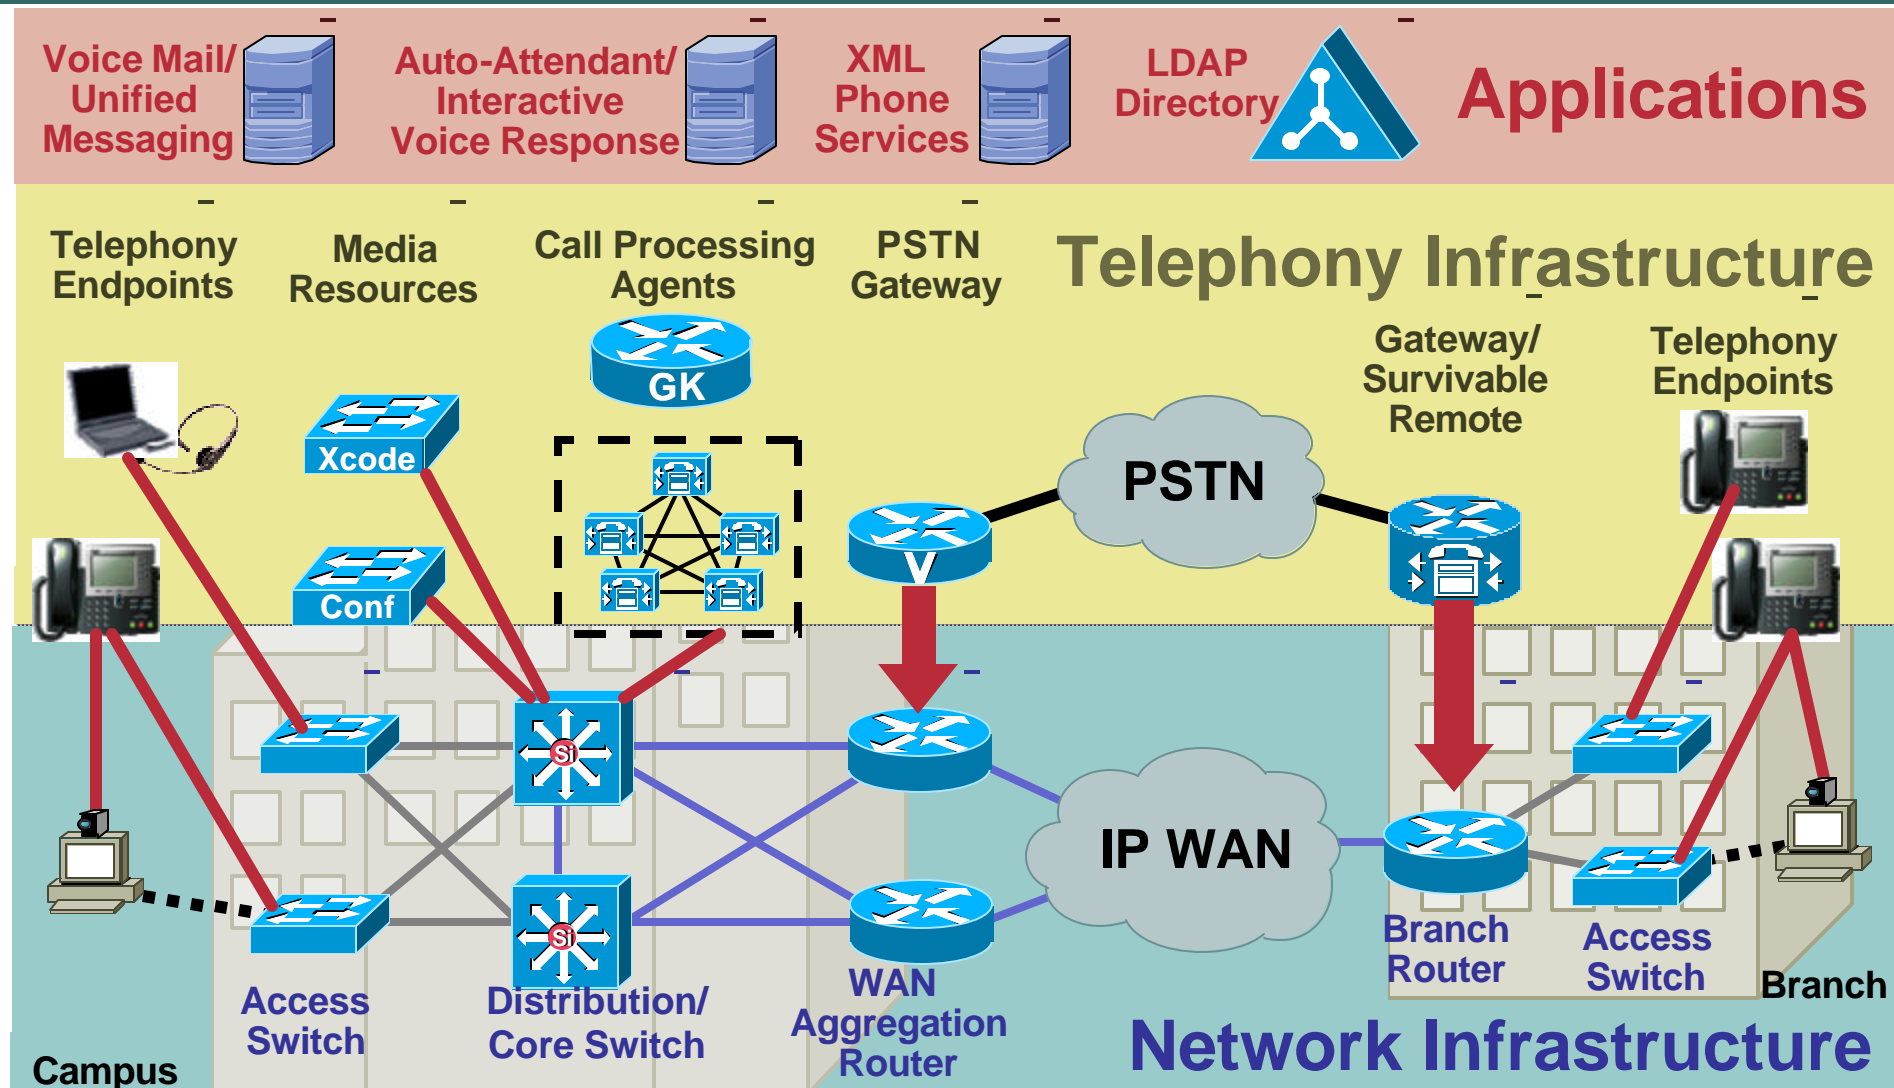 Voice Mail/
Unified
Messaging
Auto-Attendant/
Interactive
Voice Response
XML
Phone
Services
LDAP
Directory
Applications
Telephony
Endpoints
Media
Resources
Call Processing
Agents
PSTN
Gateway
Telephony Infrastructure
Gateway/
Survivable
Remote
Telephony
Endpoints
GK
Xcode
PSTN
V
Conf
Si
IP WAN
Si
Branch
Router
Access
Switch
Branch
Access
Switch
Distribution/
Core Switch
WAN
Aggregation
Router
Network Infrastructure
Campus